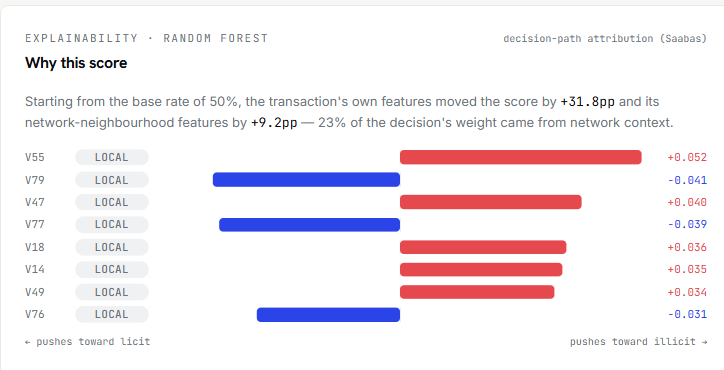 EXPLAINABILITY · RANDOM FOREST
decision-path attribution (Saabas)
Why this score
Starting from the base rate of 50%, the transaction's own features moved the score by +31.8pp and its
network-neighbourhood features by +9.2pp — 23% of the decision's weight came from network context.
V55 LOCAL +0.052
V79 LOCAL -0.041
V47 LOCAL +0.040
V77 LOCAL -0.039
V18 LOCAL +0.036
V14 LOCAL +0.035
V49 LOCAL +0.034
V76 LOCAL -0.031
← pushes toward licit
pushes toward illicit →